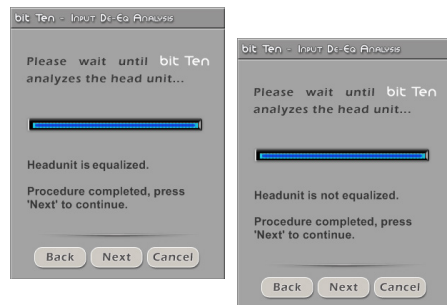 bit Ten - Input De-Eq Analysis
Please wait until bit Ten
analyzes the head unit...
Headunit is equalized.
Procedure completed, press
'Next' to continue.
Back Next Cancel
bit Ten - Input De-Eq Analysis
Please wait until bit Ten
analyzes the head unit...
Headunit is not equalized.
Procedure completed, press
'Next' to continue.
Back Next Cancel